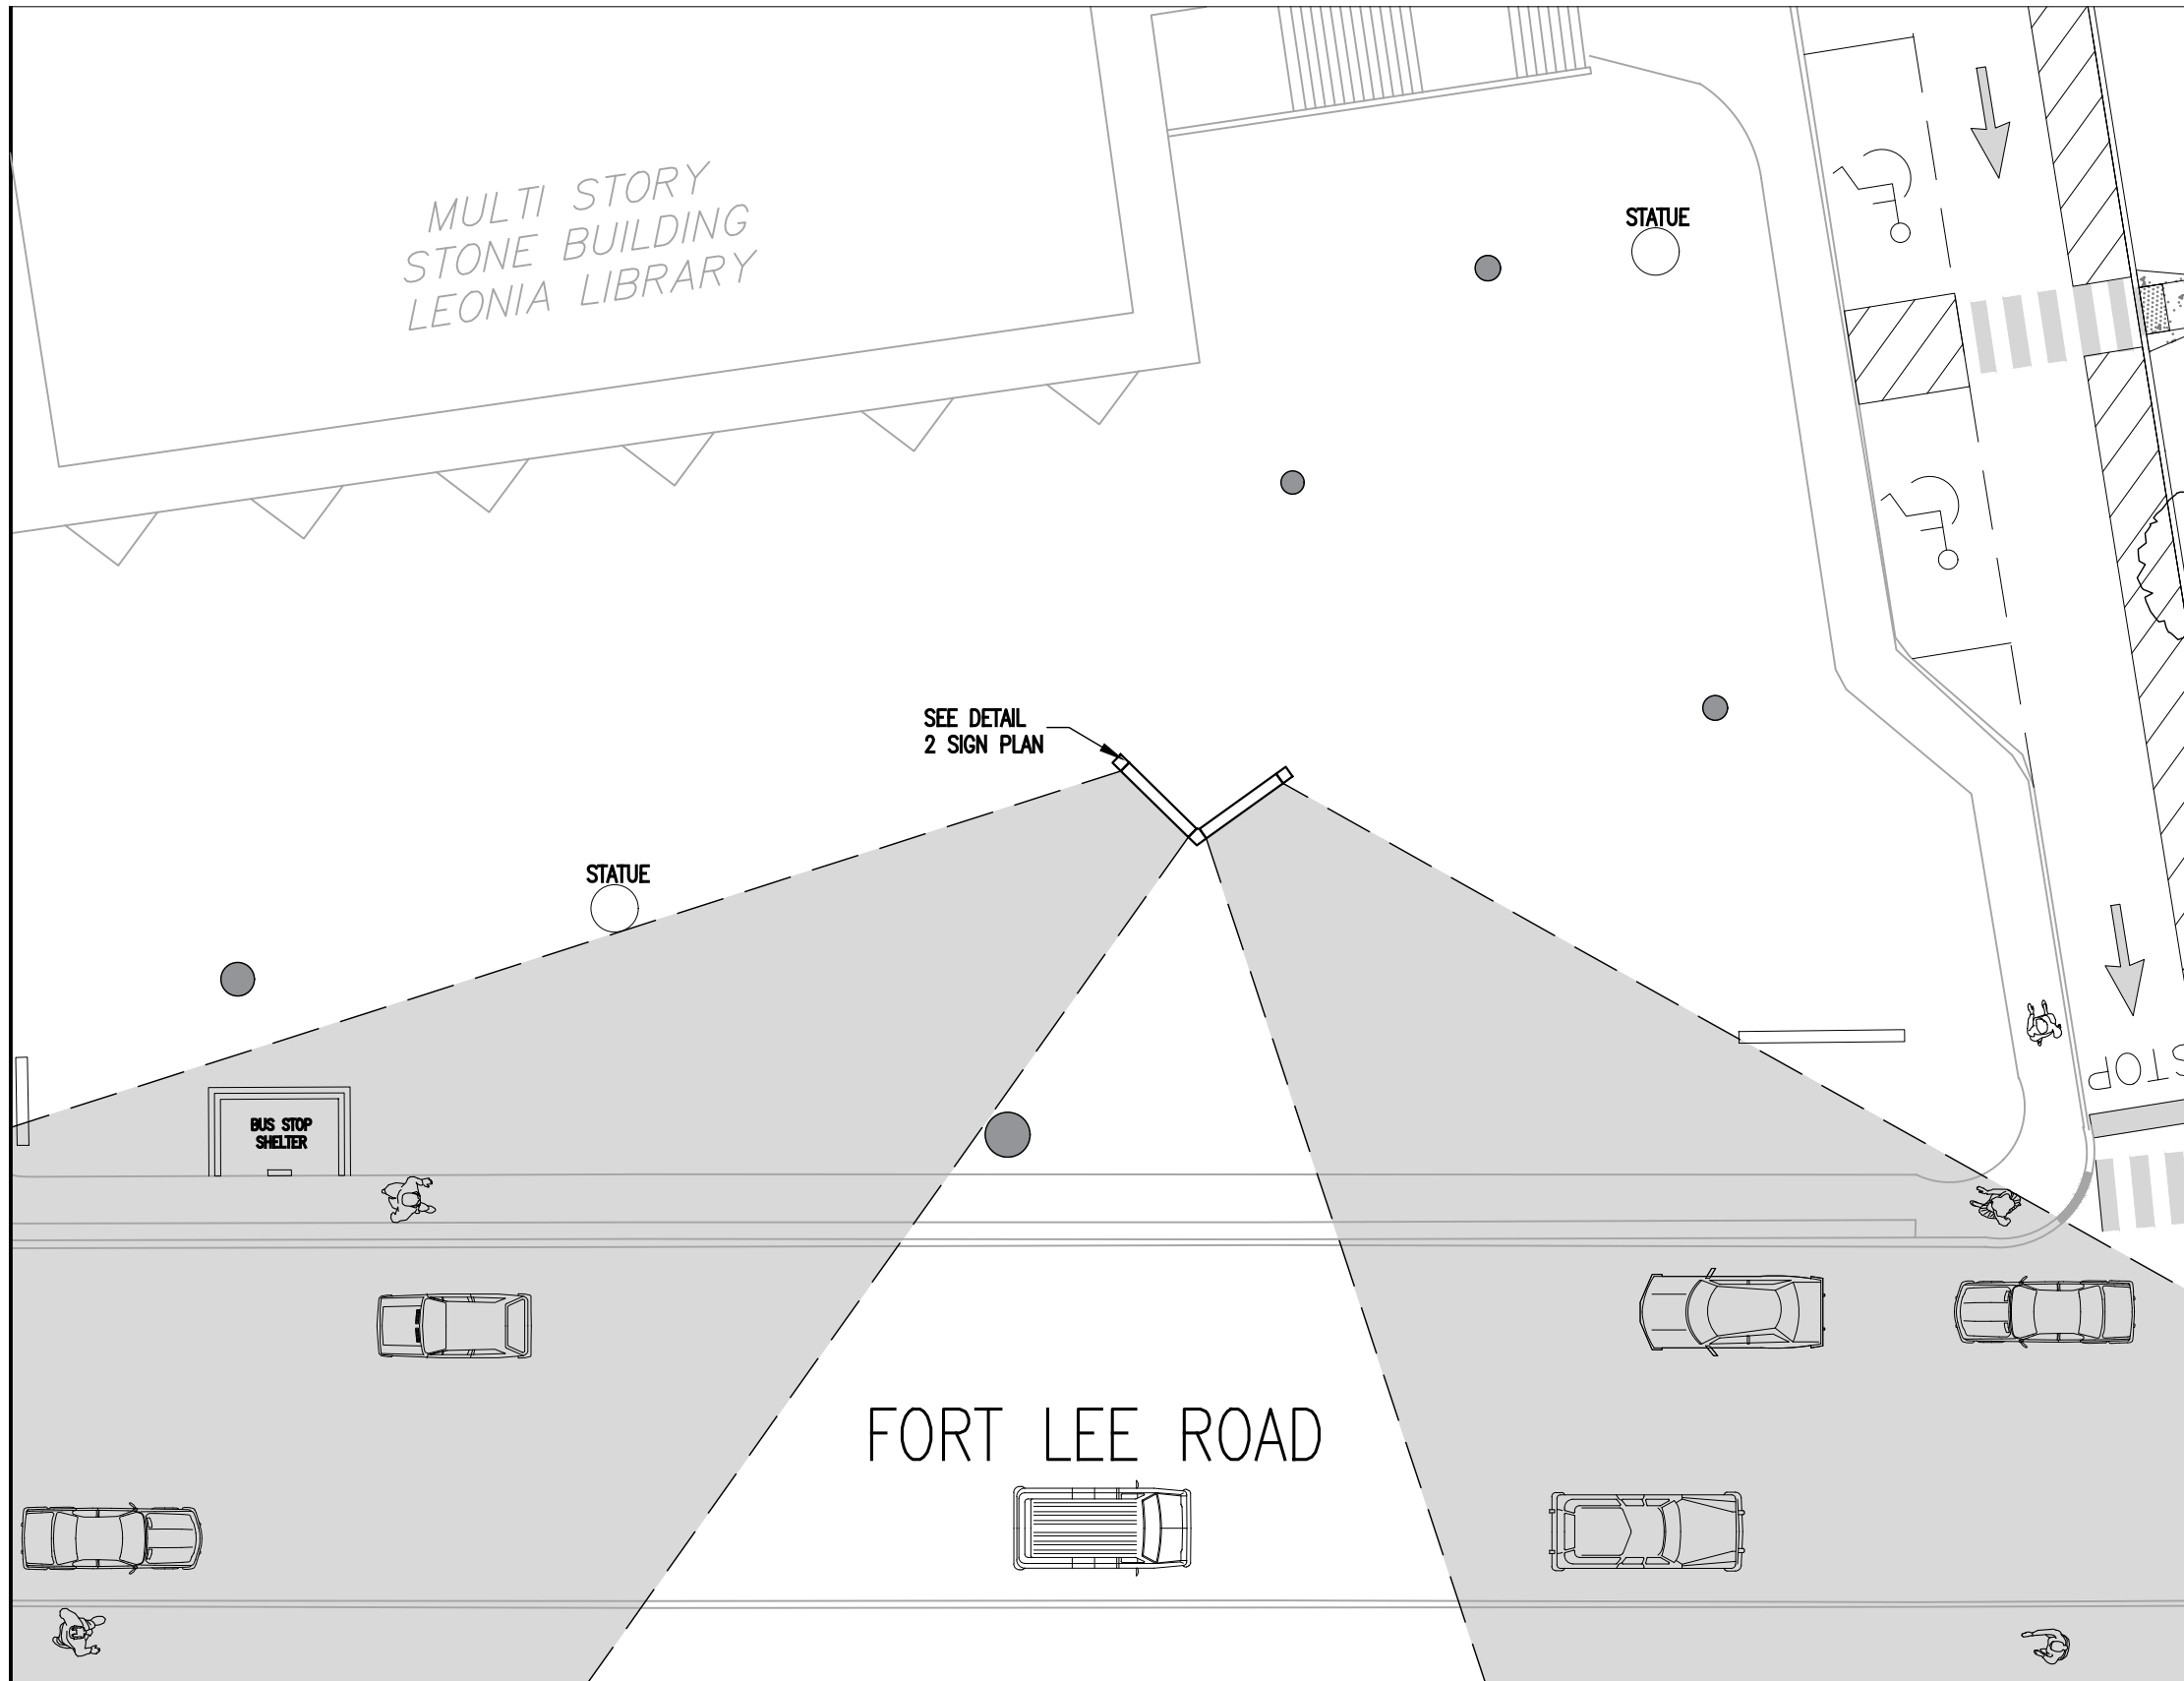 MULTI STORY
STONE BUILDING
LEONIA LIBRARY
STATUE
SEE DETAIL
2 SIGN PLAN
STATUE
BUS STOP
SHELTER
STOP
FORT LEE ROAD